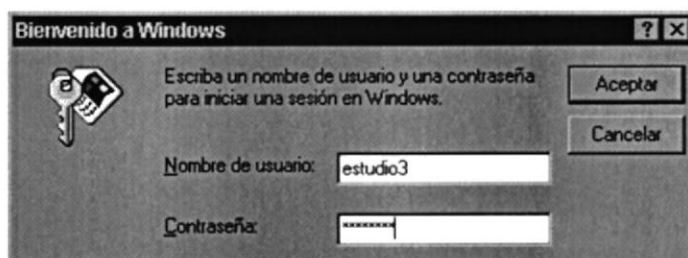 Bienvenido a Windows
Escriba un nombre de usuario y una contraseña
para iniciar una sesión en Windows.
Aceptar
Cancelar
Nombre de usuario: estudio3
Contraseña: ********